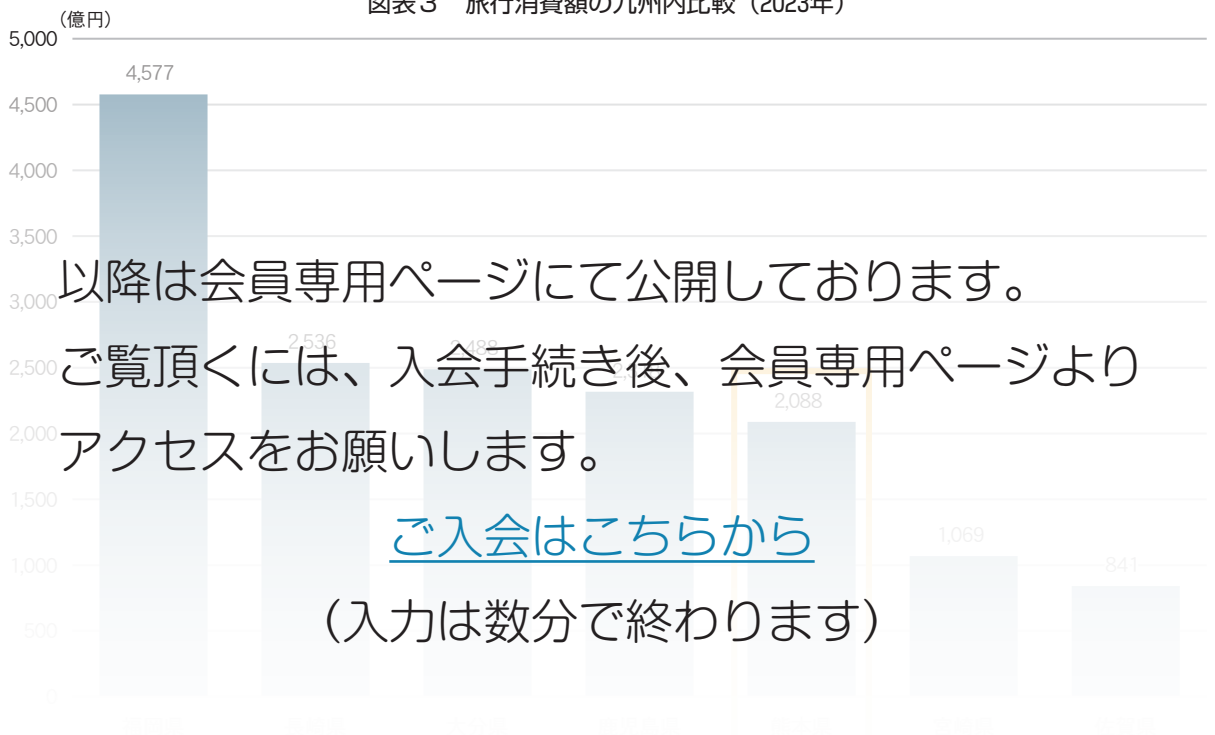 図表3 旅行消費額の九州内比較（2023年）
（億円）
5,000
4,577
4,500
4,000
3,500
以降は会員専用ページにて公開しております。
3,000
2,536
2,488
2,500
ご覧頂くには、入会手続き後、会員専用ページより
2,088
2,000
アクセスをお願いします。
1,500
ご入会はこちらから
1,069
1,000
841
（入力は数分で終わります）
500
0